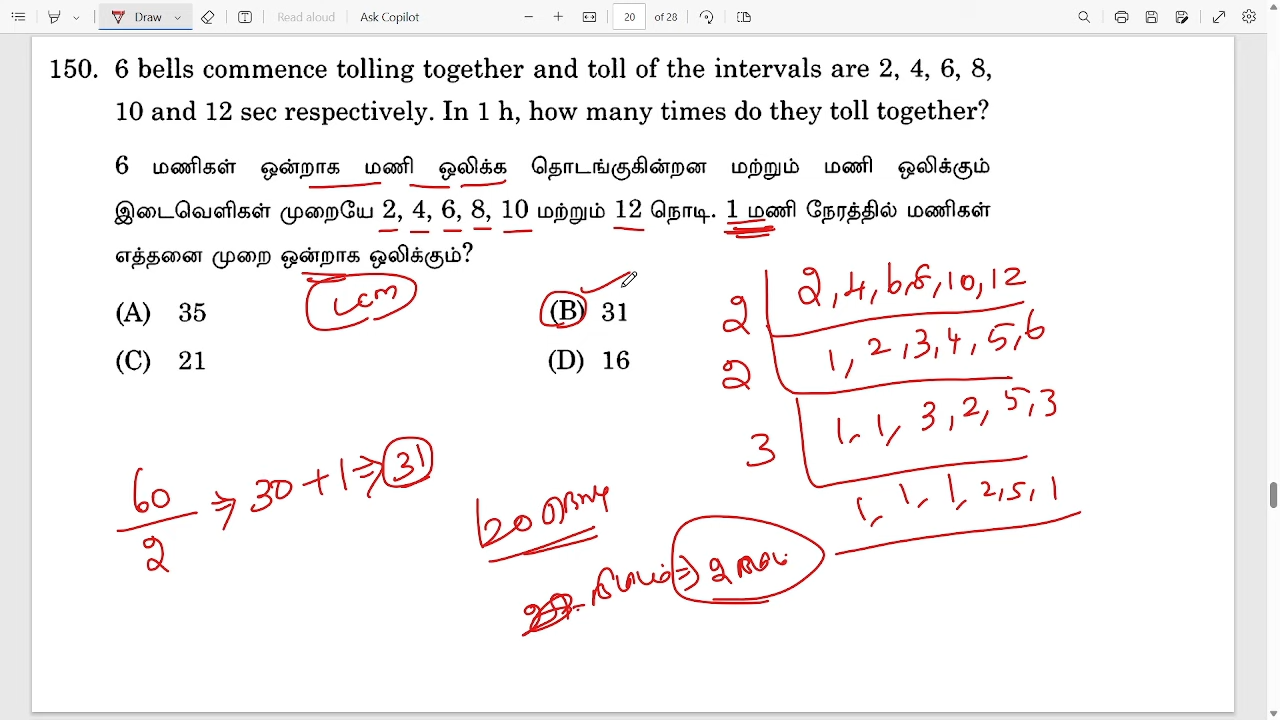 Draw
Read aloud
Ask Copilot
20 of 28
150. 6 bells commence tolling together and toll of the intervals are 2, 4, 6, 8,
10 and 12 sec respectively. In 1 h, how many times do they toll together?
6 மணிகள் ஒன்றாக மணி ஒலிக்க தொடங்குகின்றன மற்றும் மணி ஒலிக்கும்
இடைவெளிகள் முறையே 2, 4, 6, 8, 10 மற்றும் 12 நொடி. 1 மணி நேரத்தில் மணிகள்
எத்தனை முறை ஒன்றாக ஒலிக்கும்?
LCM
(A) 35
(B) 31
(C) 21
(D) 16
2 2, 4, 6, 8, 10, 12
2 1, 2, 3, 4, 5, 6
3 1, 1, 3, 2, 5, 3
1, 1, 1, 2, 5, 1
60/2 ⇒ 30 + 1 ⇒ 31
⇒ 2